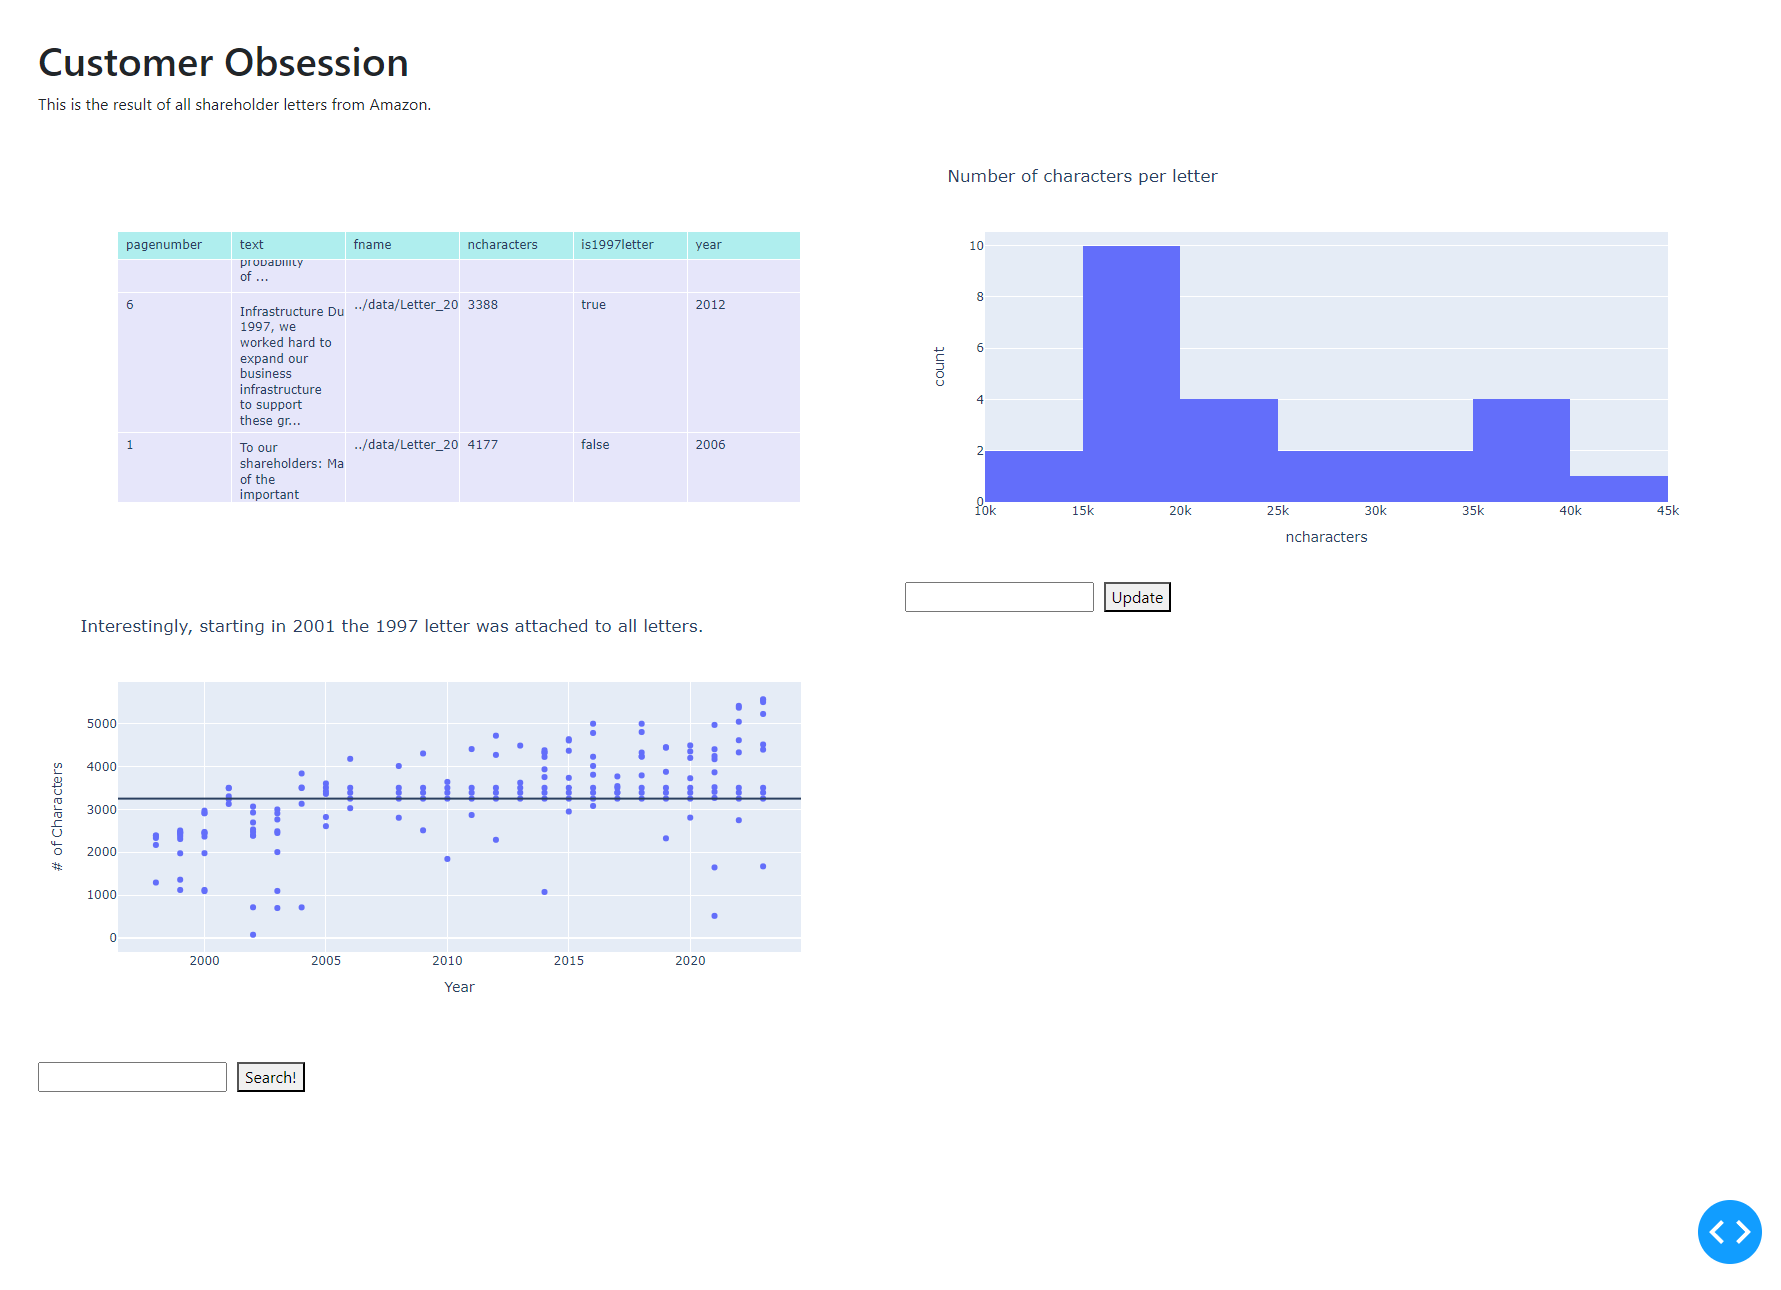 Customer Obsession
This is the result of all shareholder letters from Amazon.
pagenumber text fname ncharacters is1997letter year
probability
of ...
6 Infrastructure Du ../data/Letter_20 3388 true 2012
1997, we
worked hard to
expand our
business
infrastructure
to support
these gr...
1 To our ../data/Letter_20 4177 false 2006
shareholders: Ma
of the
important
Number of characters per letter
10
8
6
4
2
0
count
10k 15k 20k 25k 30k 35k 40k 45k
ncharacters
Update
Interestingly, starting in 2001 the 1997 letter was attached to all letters.
5000
4000
3000
2000
1000
0
# of Characters
2000 2005 2010 2015 2020
Year
Search!